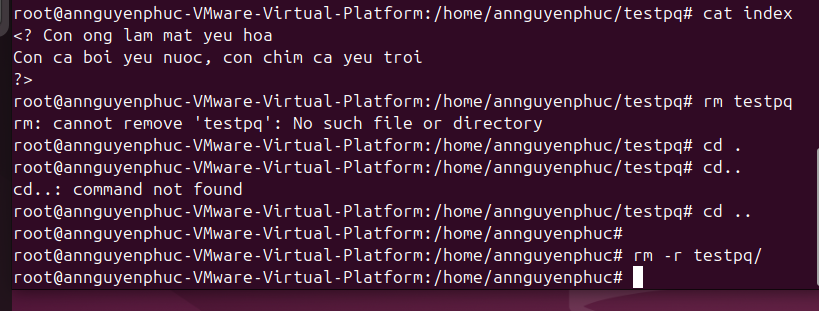 root@annguyenphuc-VMware-Virtual-Platform:/home/annguyenphuc/testpq# cat index
<? Con ong lam mat yeu hoa
Con ca boi yeu nuoc, con chim ca yeu troi
?>
root@annguyenphuc-VMware-Virtual-Platform:/home/annguyenphuc/testpq# rm testpq
rm: cannot remove 'testpq': No such file or directory
root@annguyenphuc-VMware-Virtual-Platform:/home/annguyenphuc/testpq# cd .
root@annguyenphuc-VMware-Virtual-Platform:/home/annguyenphuc/testpq# cd..
cd..: command not found
root@annguyenphuc-VMware-Virtual-Platform:/home/annguyenphuc/testpq# cd ..
root@annguyenphuc-VMware-Virtual-Platform:/home/annguyenphuc#
root@annguyenphuc-VMware-Virtual-Platform:/home/annguyenphuc# rm -r testpq/
root@annguyenphuc-VMware-Virtual-Platform:/home/annguyenphuc#